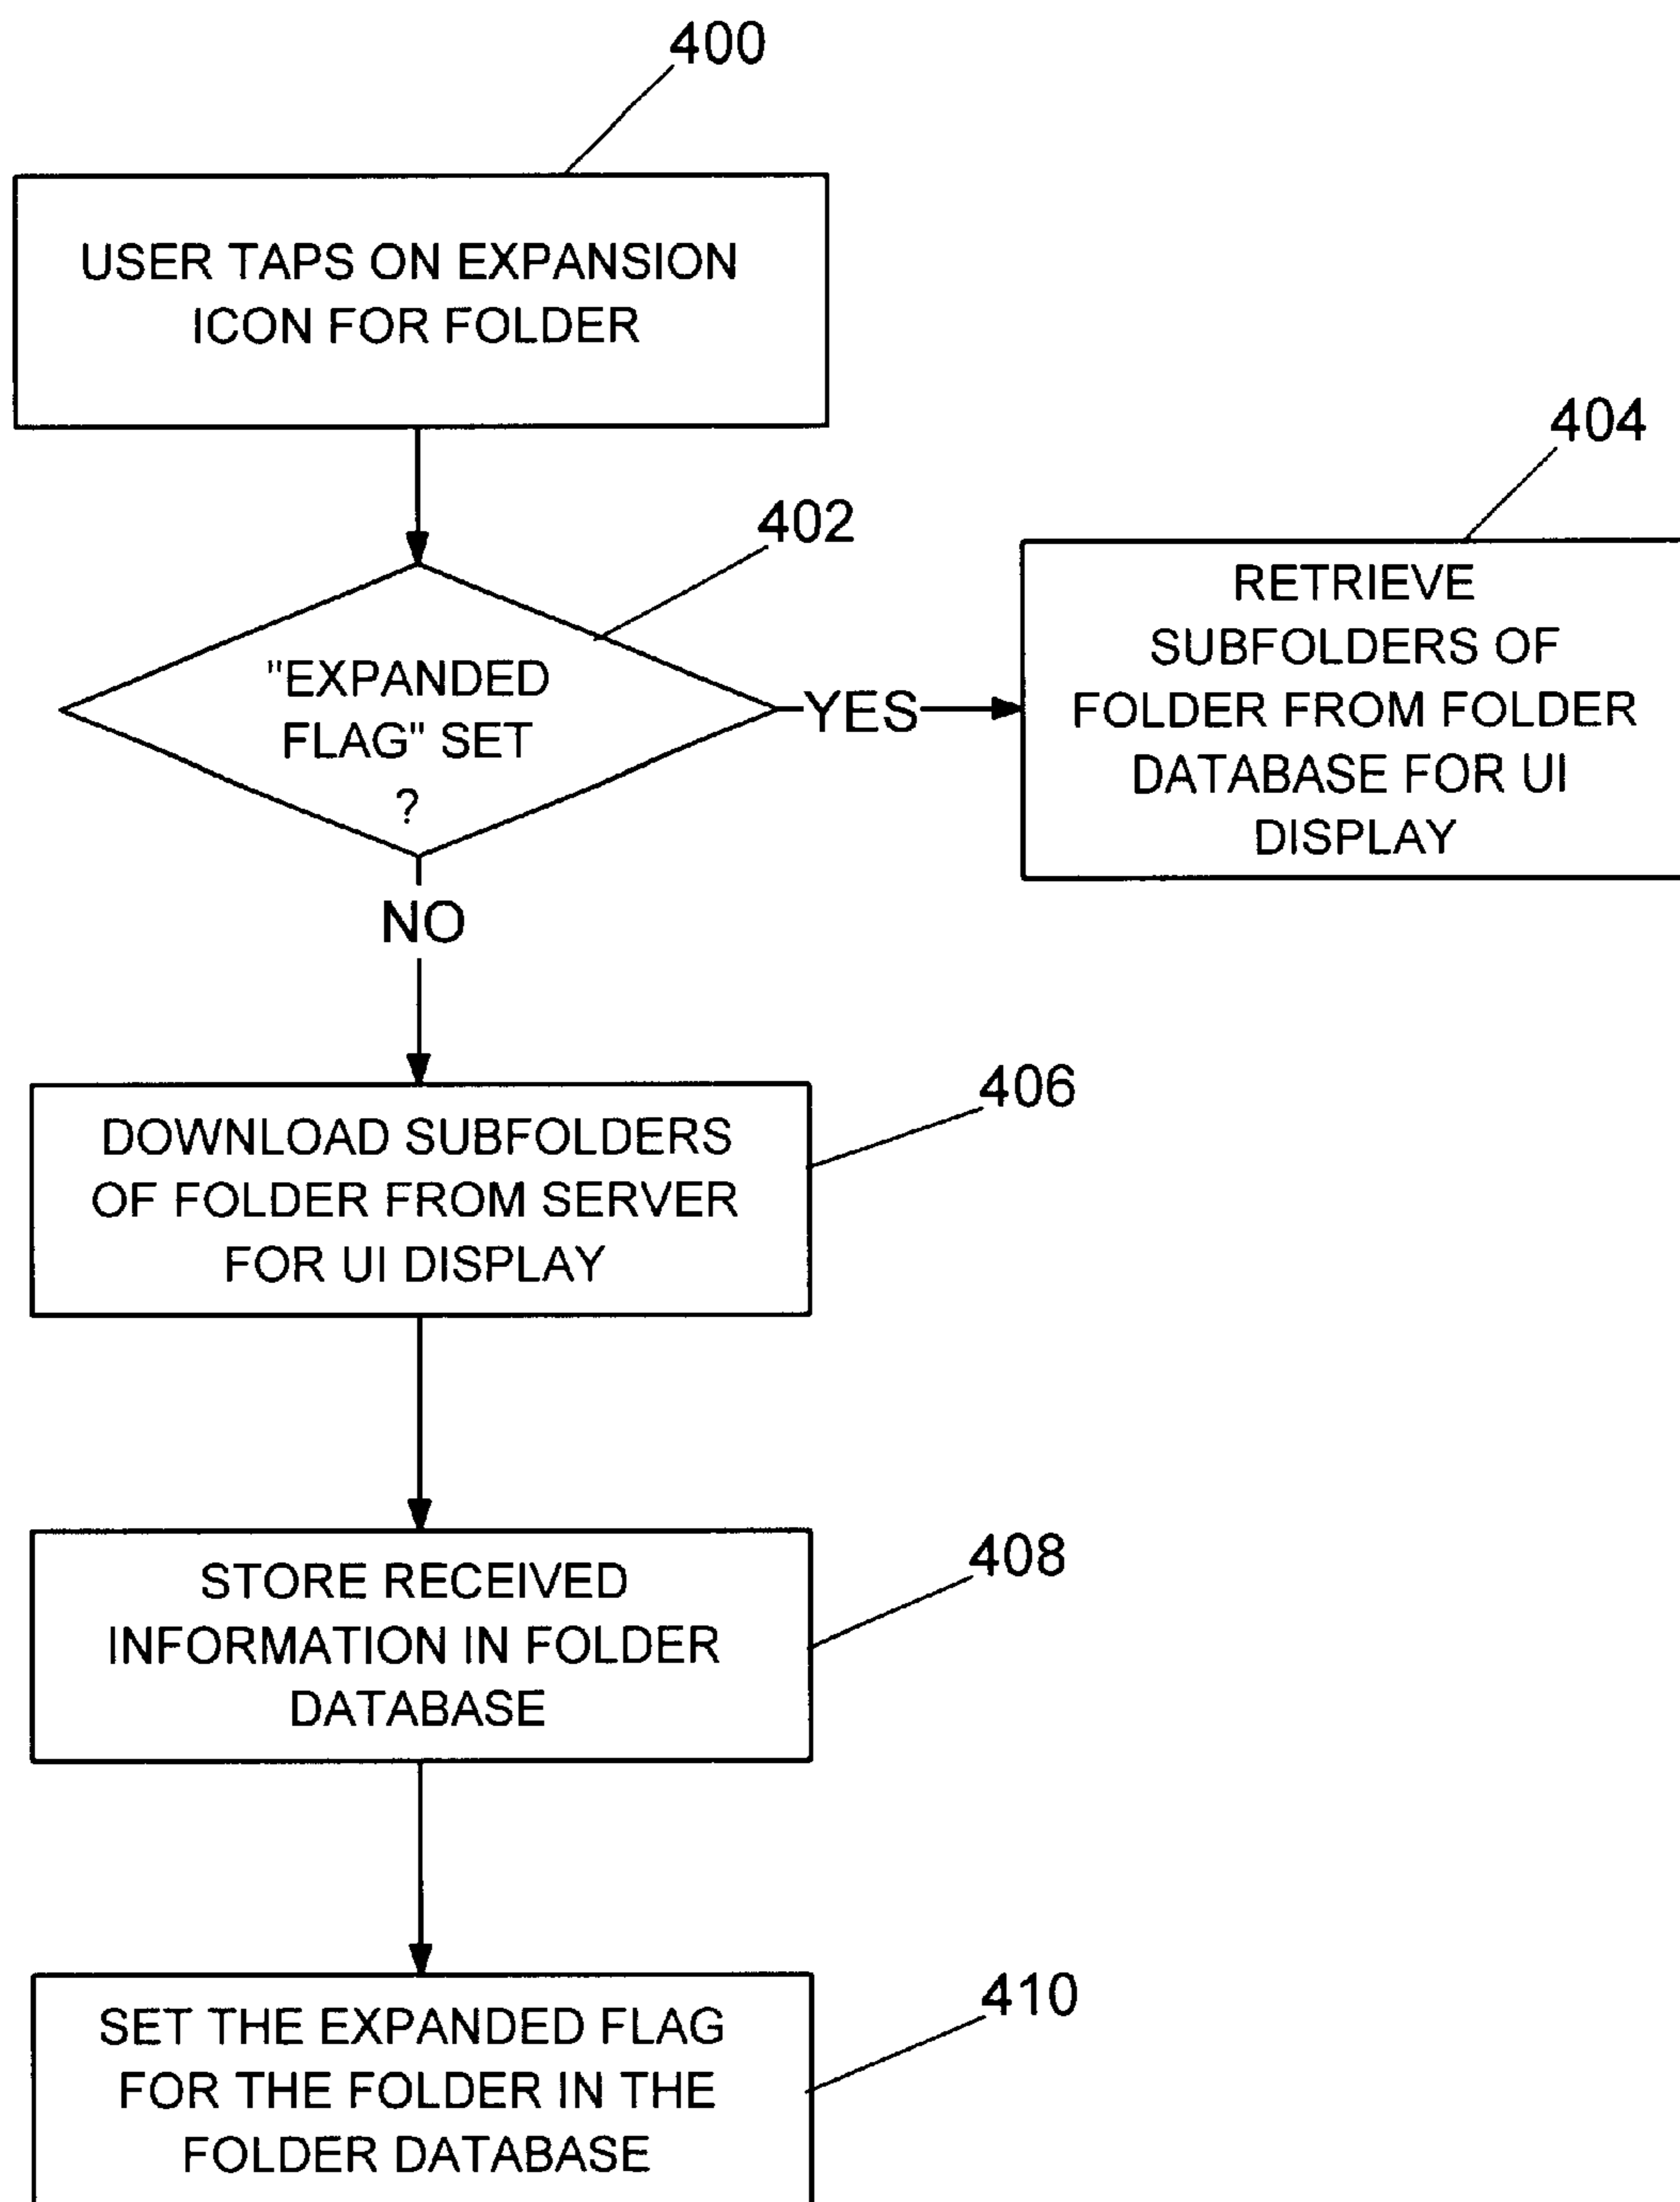 400
USER TAPS ON EXPANSION
ICON FOR FOLDER
402
"EXPANDED
FLAG" SET
?
YES
404
RETRIEVE
SUBFOLDERS OF
FOLDER FROM FOLDER
DATABASE FOR UI
DISPLAY
NO
406
DOWNLOAD SUBFOLDERS
OF FOLDER FROM SERVER
FOR UI DISPLAY
408
STORE RECEIVED
INFORMATION IN FOLDER
DATABASE
410
SET THE EXPANDED FLAG
FOR THE FOLDER IN THE
FOLDER DATABASE